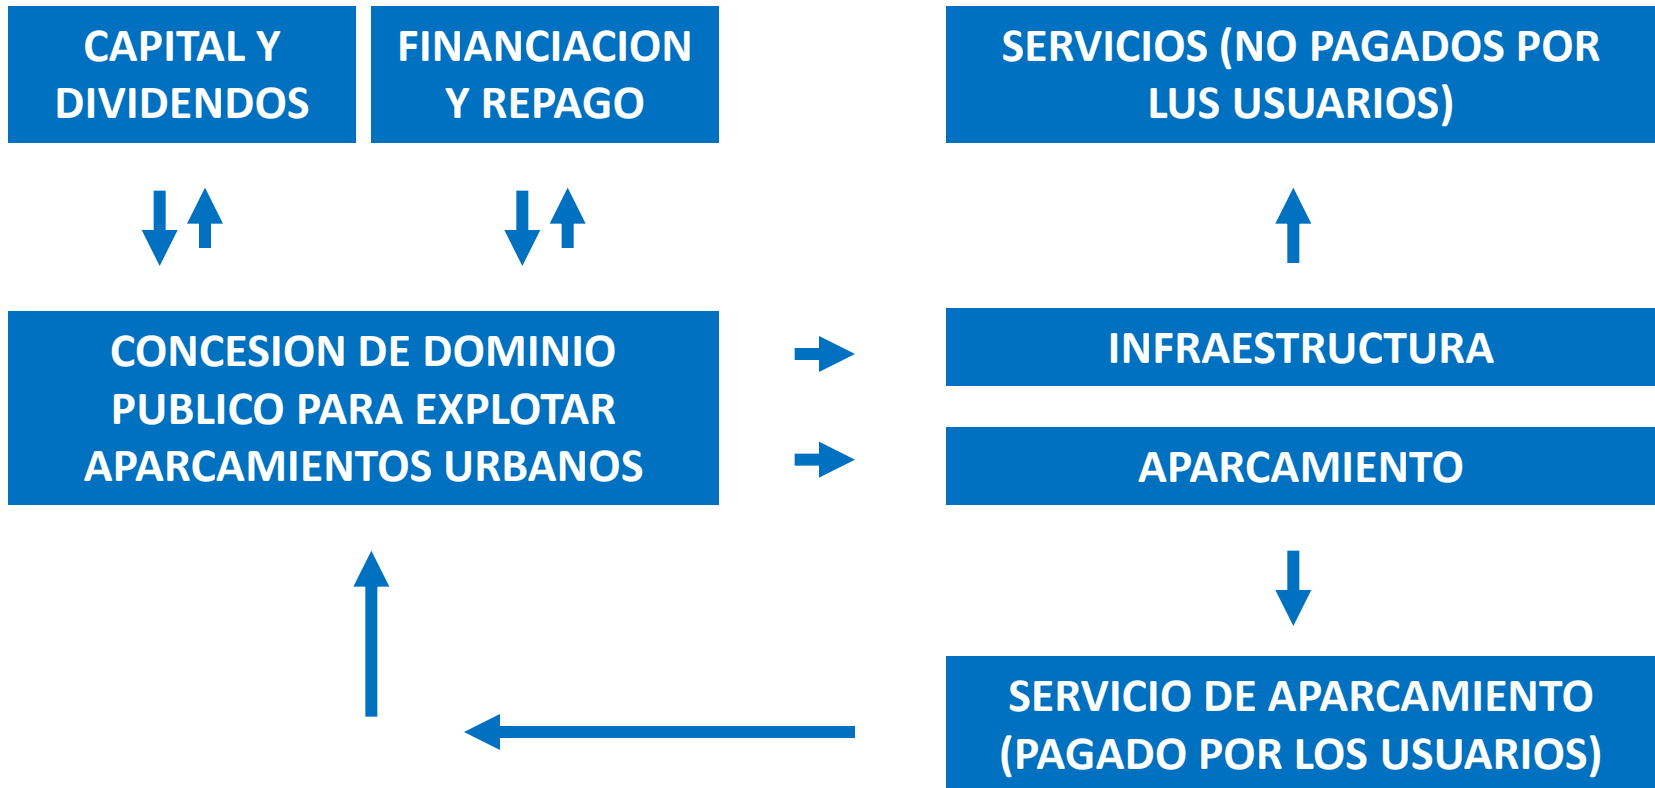 CAPITAL Y
DIVIDENDOS
FINANCIACION
Y REPAGO
SERVICIOS (NO PAGADOS POR
LUS USUARIOS)
CONCESION DE DOMINIO
PUBLICO PARA EXPLOTAR
APARCAMIENTOS URBANOS
INFRAESTRUCTURA
APARCAMIENTO
SERVICIO DE APARCAMIENTO
(PAGADO POR LOS USUARIOS)